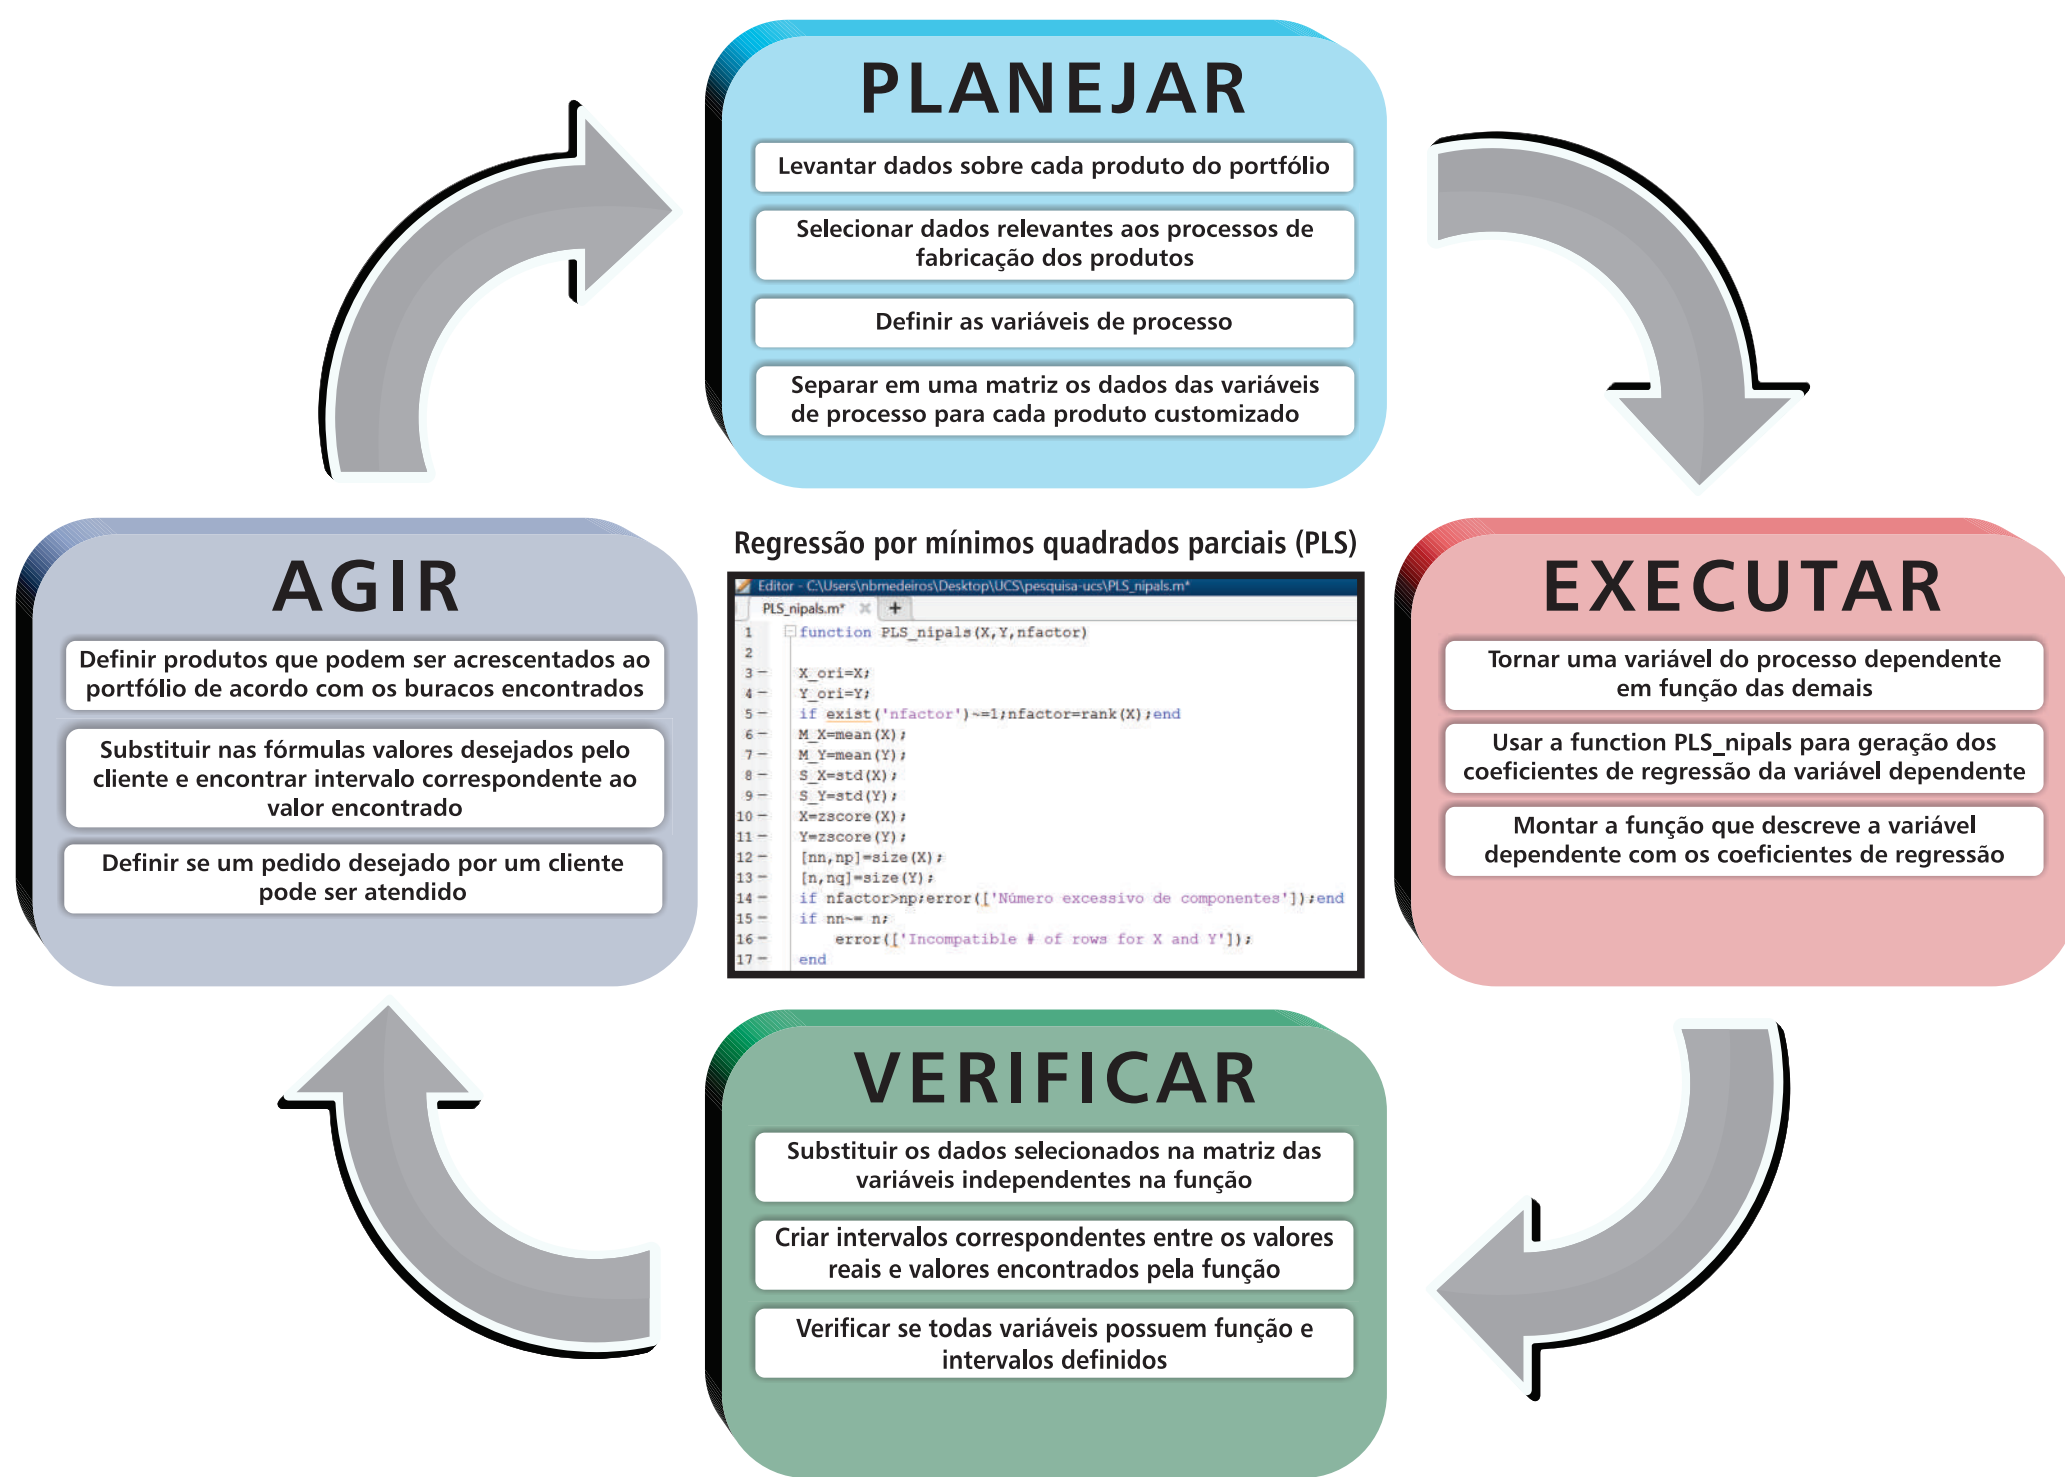 PLANEJAR
Levantar dados sobre cada produto do portfólio
Selecionar dados relevantes aos processos de
fabricação dos produtos
Definir as variáveis de processo
Separar em uma matriz os dados das variáveis
de processo para cada produto customizado
EXECUTAR
Tornar uma variável do processo dependente
em função das demais
Usar a function PLS_nipals para geração dos
coeficientes de regressão da variável dependente
Montar a função que descreve a variável
dependente com os coeficientes de regressão
VERIFICAR
Substituir os dados selecionados na matriz das
variáveis independentes na função
Criar intervalos correspondentes entre os valores
reais e valores encontrados pela função
Verificar se todas variáveis possuem função e
intervalos definidos
AGIR
Definir produtos que podem ser acrescentados ao
portfólio de acordo com os buracos encontrados
Substituir nas fórmulas valores desejados pelo
cliente e encontrar intervalo correspondente ao
valor encontrado
Definir se um pedido desejado por um cliente
pode ser atendido
Regressão por mínimos quadrados parciais (PLS)
Editor - C:\Users\nbmedeiros\Desktop\UCS\pesquisa-ucs\PLS_nipals.m*
PLS_nipals.m* × +
1 function PLS_nipals(X,Y,nfactor)
2
3 – X_ori=X;
4 – Y_ori=Y;
5 – if exist('nfactor')~=1;nfactor=rank(X);end
6 – M_X=mean(X);
7 – M_Y=mean(Y);
8 – S_X=std(X);
9 – S_Y=std(Y);
10 – X=zscore(X);
11 – Y=zscore(Y);
12 – [nn,np]=size(X);
13 – [n,nq]=size(Y);
14 – if nfactor>np;error(['Número excessivo de componentes']);end
15 – if nn~= n;
16 – error(['Incompatible # of rows for X and Y']);
17 – end